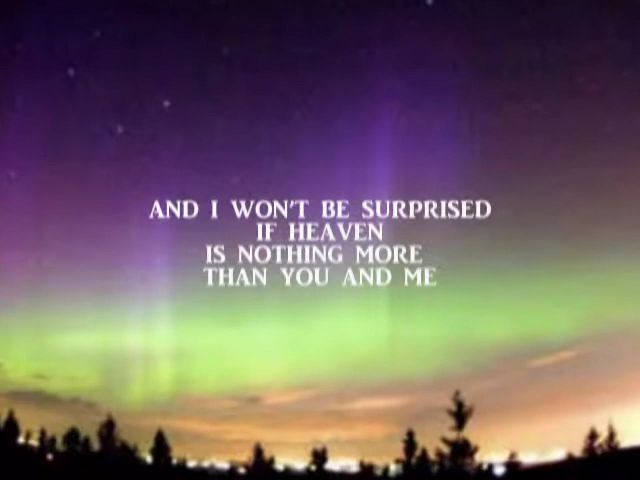 AND I WON'T BE SURPRISED
IF HEAVEN
IS NOTHING MORE
THAN YOU AND ME